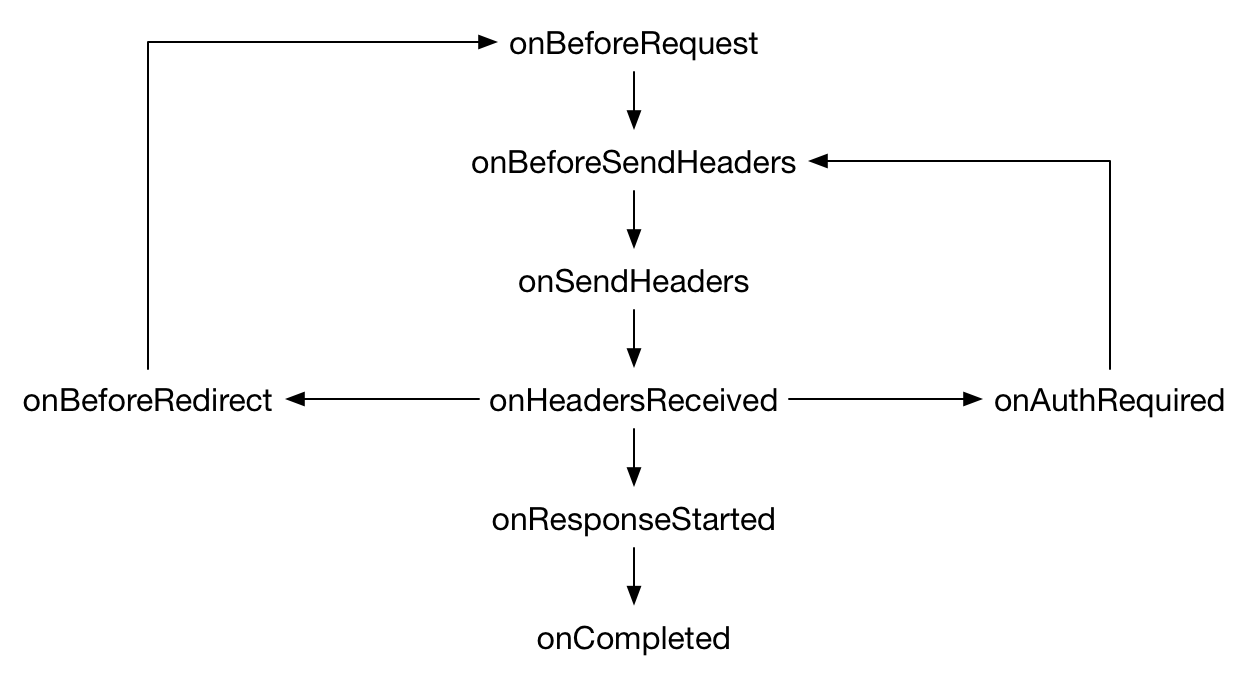 onBeforeRequest
onBeforeSendHeaders
onSendHeaders
onBeforeRedirect
onHeadersReceived
onAuthRequired
onResponseStarted
onCompleted